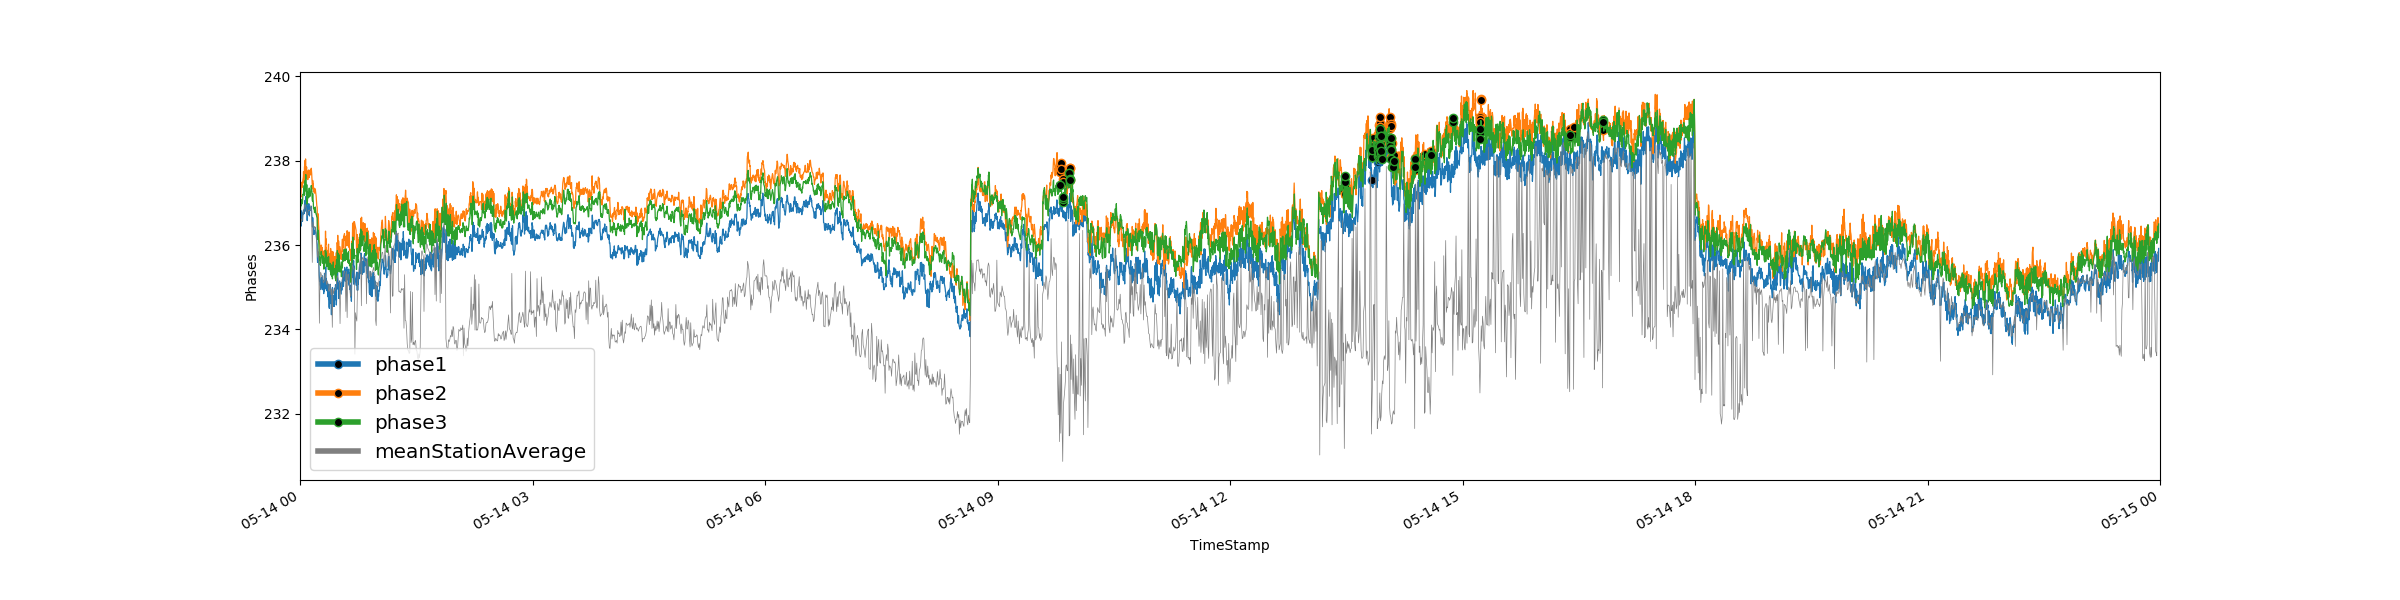 240
238
236
234
232
Phases
phase1
phase2
phase3
meanStationAverage
05-14 00
05-14 03
05-14 06
05-14 09
05-14 12
05-14 15
05-14 18
05-14 21
05-15 00
TimeStamp